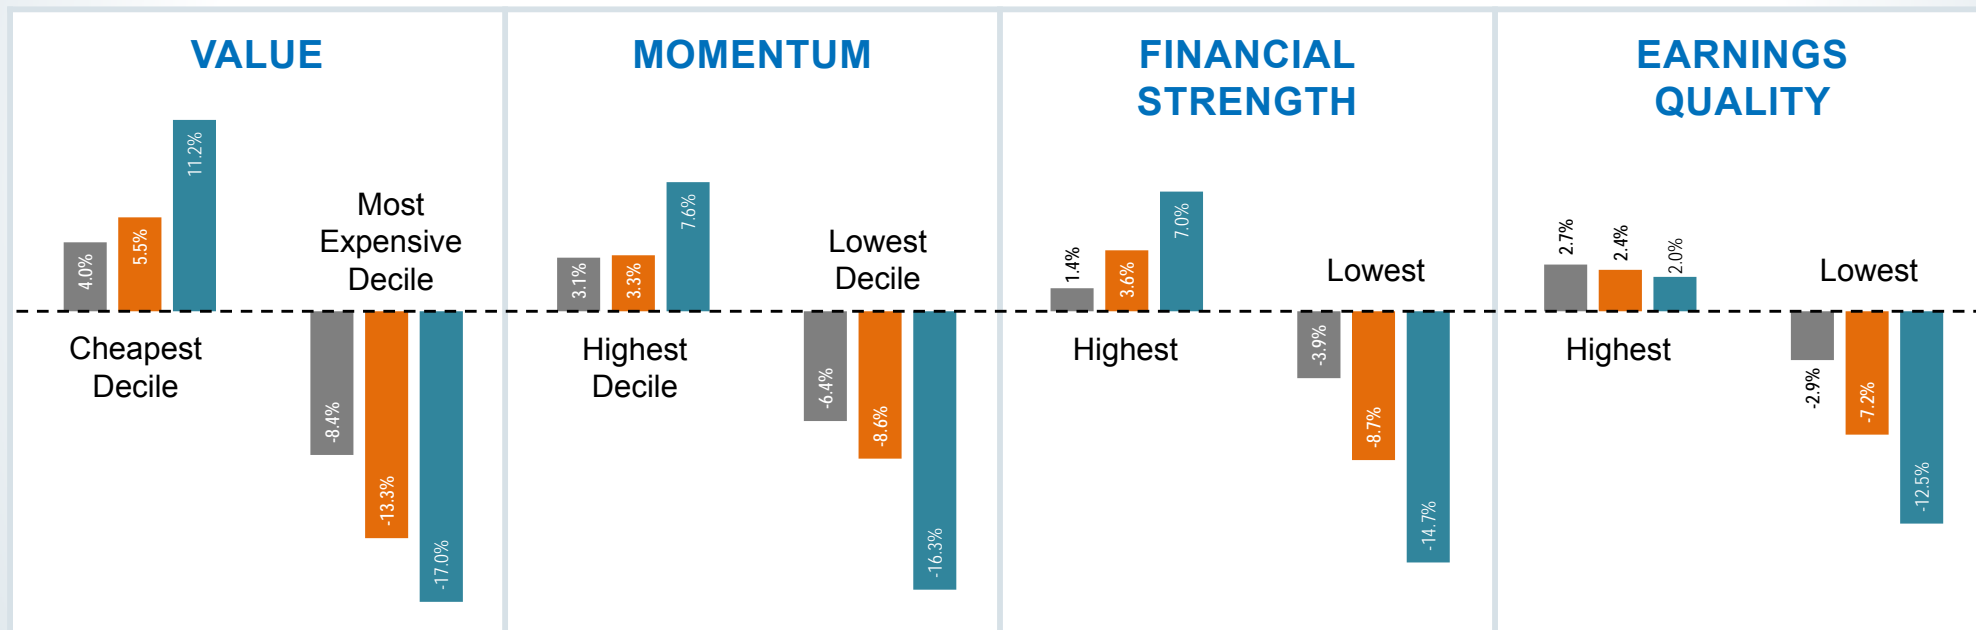 VALUE
11.2%
5.5%
4.0%
Most
Expensive
Decile
Cheapest
Decile
-8.4%
-13.3%
-17.0%
MOMENTUM
3.1%
3.3%
7.6%
Lowest
Decile
Highest
Decile
-6.4%
-8.6%
-16.3%
FINANCIAL
STRENGTH
1.4%
3.6%
7.0%
Lowest
Highest
-3.9%
-8.7%
-14.7%
EARNINGS
QUALITY
2.7%
2.4%
2.0%
Lowest
Highest
-2.9%
-7.2%
-12.5%